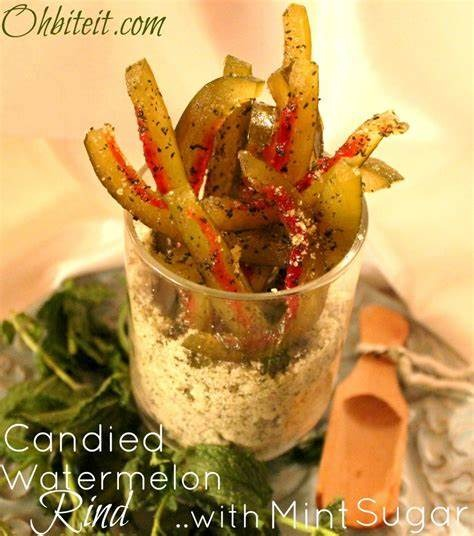 Ohbiteit.com
Candied
Watermelon
Rind ..with Mint Sugar